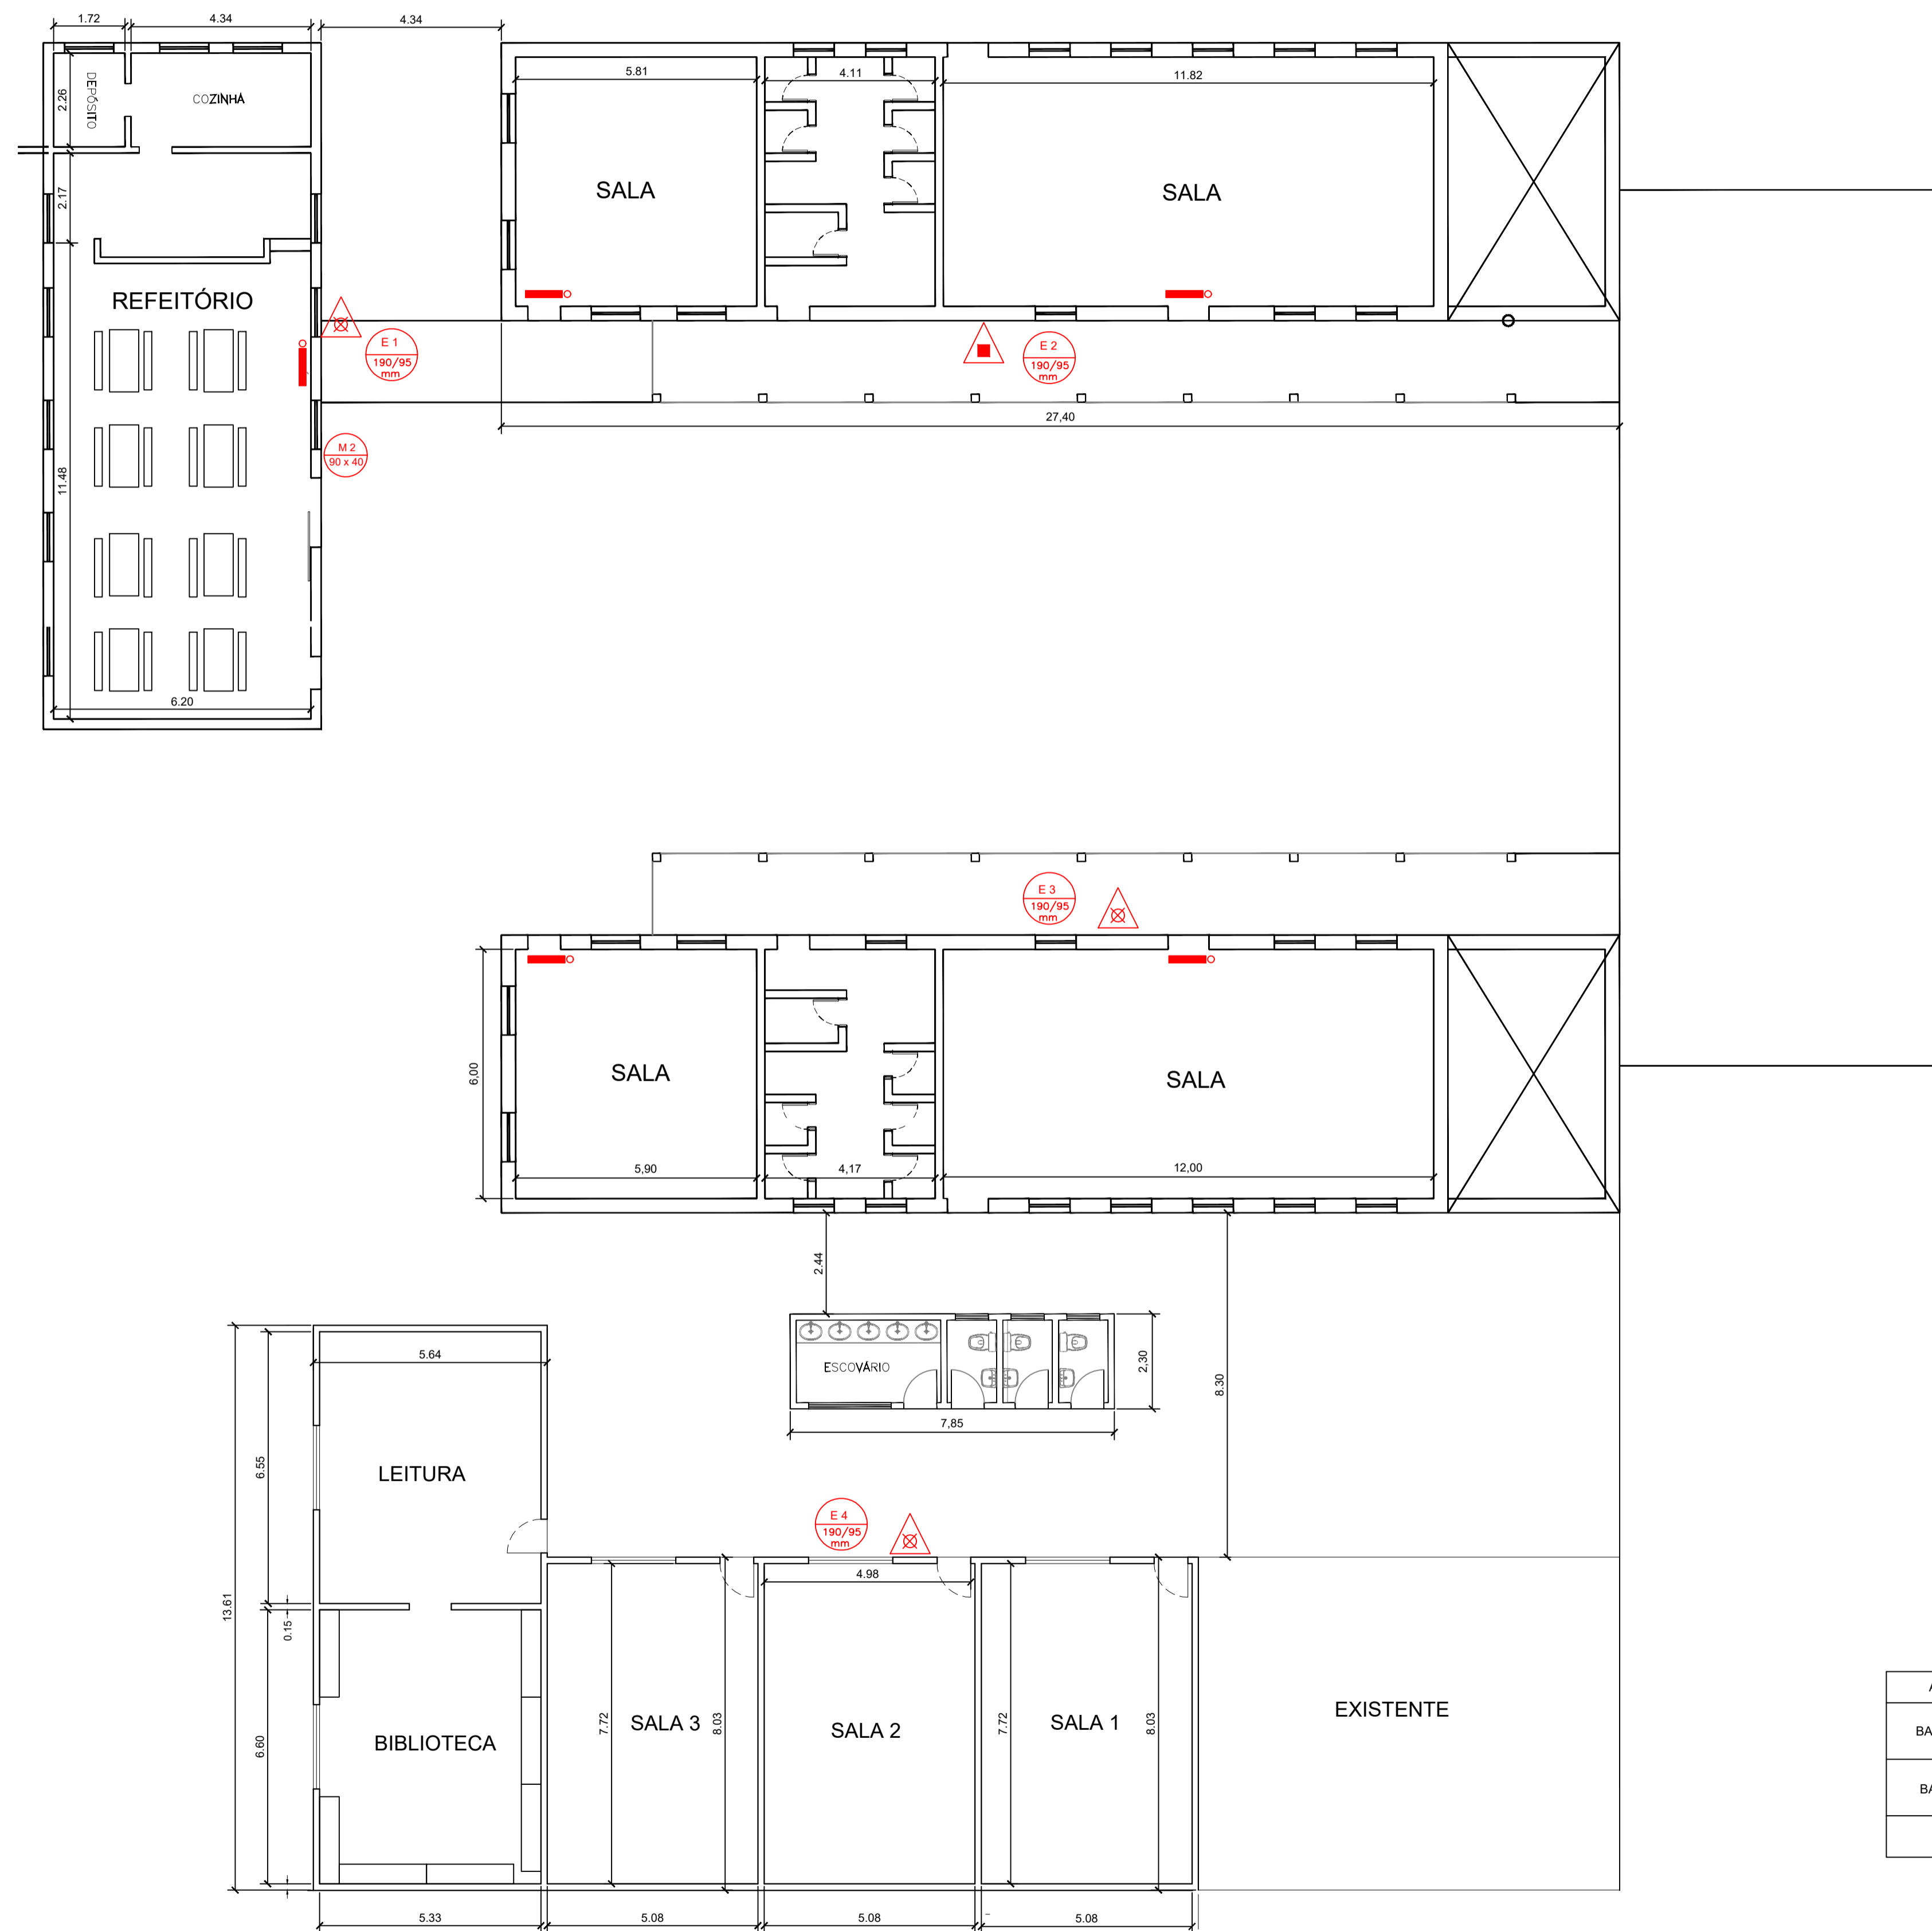 1.72
4.34
4.34
5.81
4.11
11.82
2.26
DEPÓSITO
COZINHA
2.17
SALA
SALA
REFEITÓRIO
E 1
190/95
mm
E 2
190/95
mm
27,40
M 2
90 x 40
11.48
6.20
E 3
190/95
mm
6,00
SALA
SALA
5,90
4,17
12,00
2.44
8.30
ESCOVÁRIO
2,30
7,85
5.64
6.55
LEITURA
E 4
190/95
mm
4.98
13.61
0.15
6.60
BIBLIOTECA
7.72
SALA 3
8.03
SALA 2
7.72
SALA 1
8.03
EXISTENTE
5.33
5.08
5.08
5.08